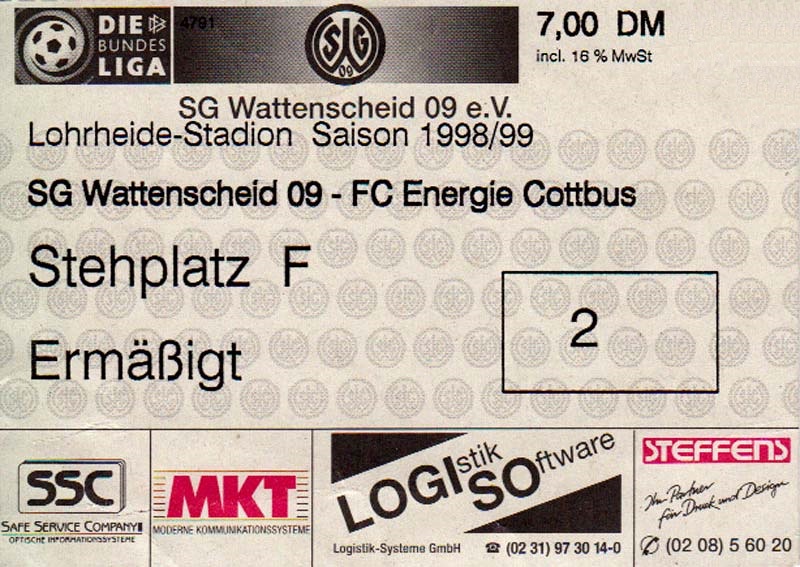 DIE
BUNDES
LIGA
4791
SG
09
7,00 DM
incl. 16 % MwSt
SG Wattenscheid 09 e.V.
Lohrheide-Stadion Saison 1998/99
SG Wattenscheid 09 - FC Energie Cottbus
Stehplatz F
Ermäßigt
2
SSC
SAFE SERVICE COMPANY
OPTISCHE INFORMATIONSSYSTEME
MKT
MODERNE KOMMUNIKATIONSSYSTEME
LOGIstik
SOftware
Logistik-Systeme GmbH ☎ (02 31) 97 30 14-0
STEFFENS
Ihr Partner
für Druck und Design
✆ (02 08) 5 60 20